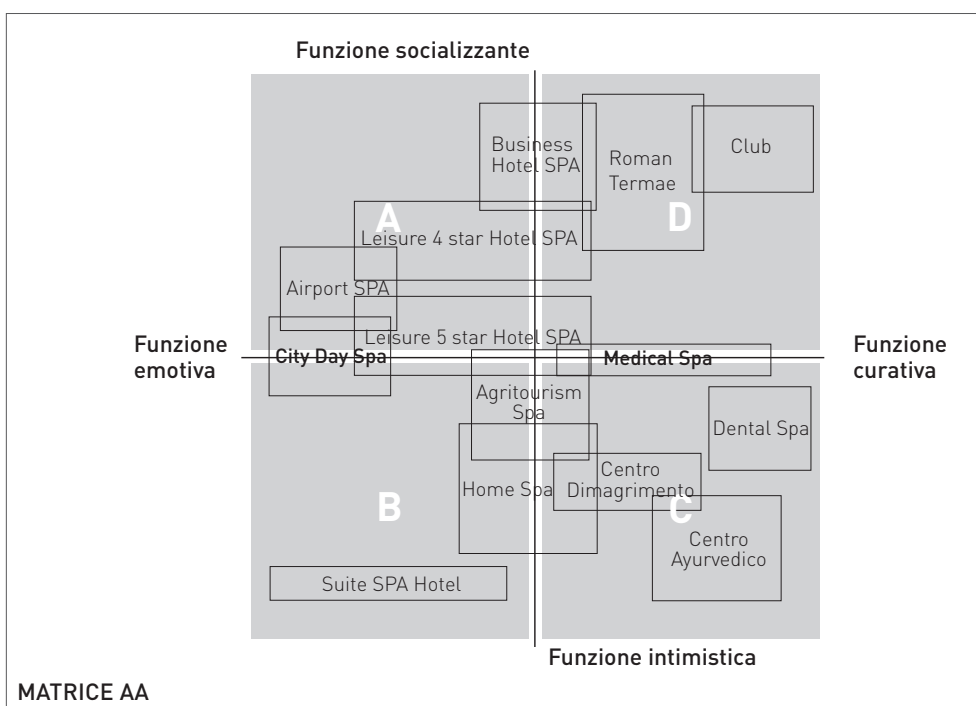 Funzione socializzante
Business
Hotel SPA
Roman
Termae
Club
A
D
Leisure 4 star Hotel SPA
Airport SPA
Leisure 5 star Hotel SPA
Funzione
emotiva
City Day Spa
Medical Spa
Funzione
curativa
Agritourism
Spa
Dental Spa
Home Spa
Centro
Dimagrimento
B
C
Centro
Ayurvedico
Suite SPA Hotel
Funzione intimistica
MATRICE AA